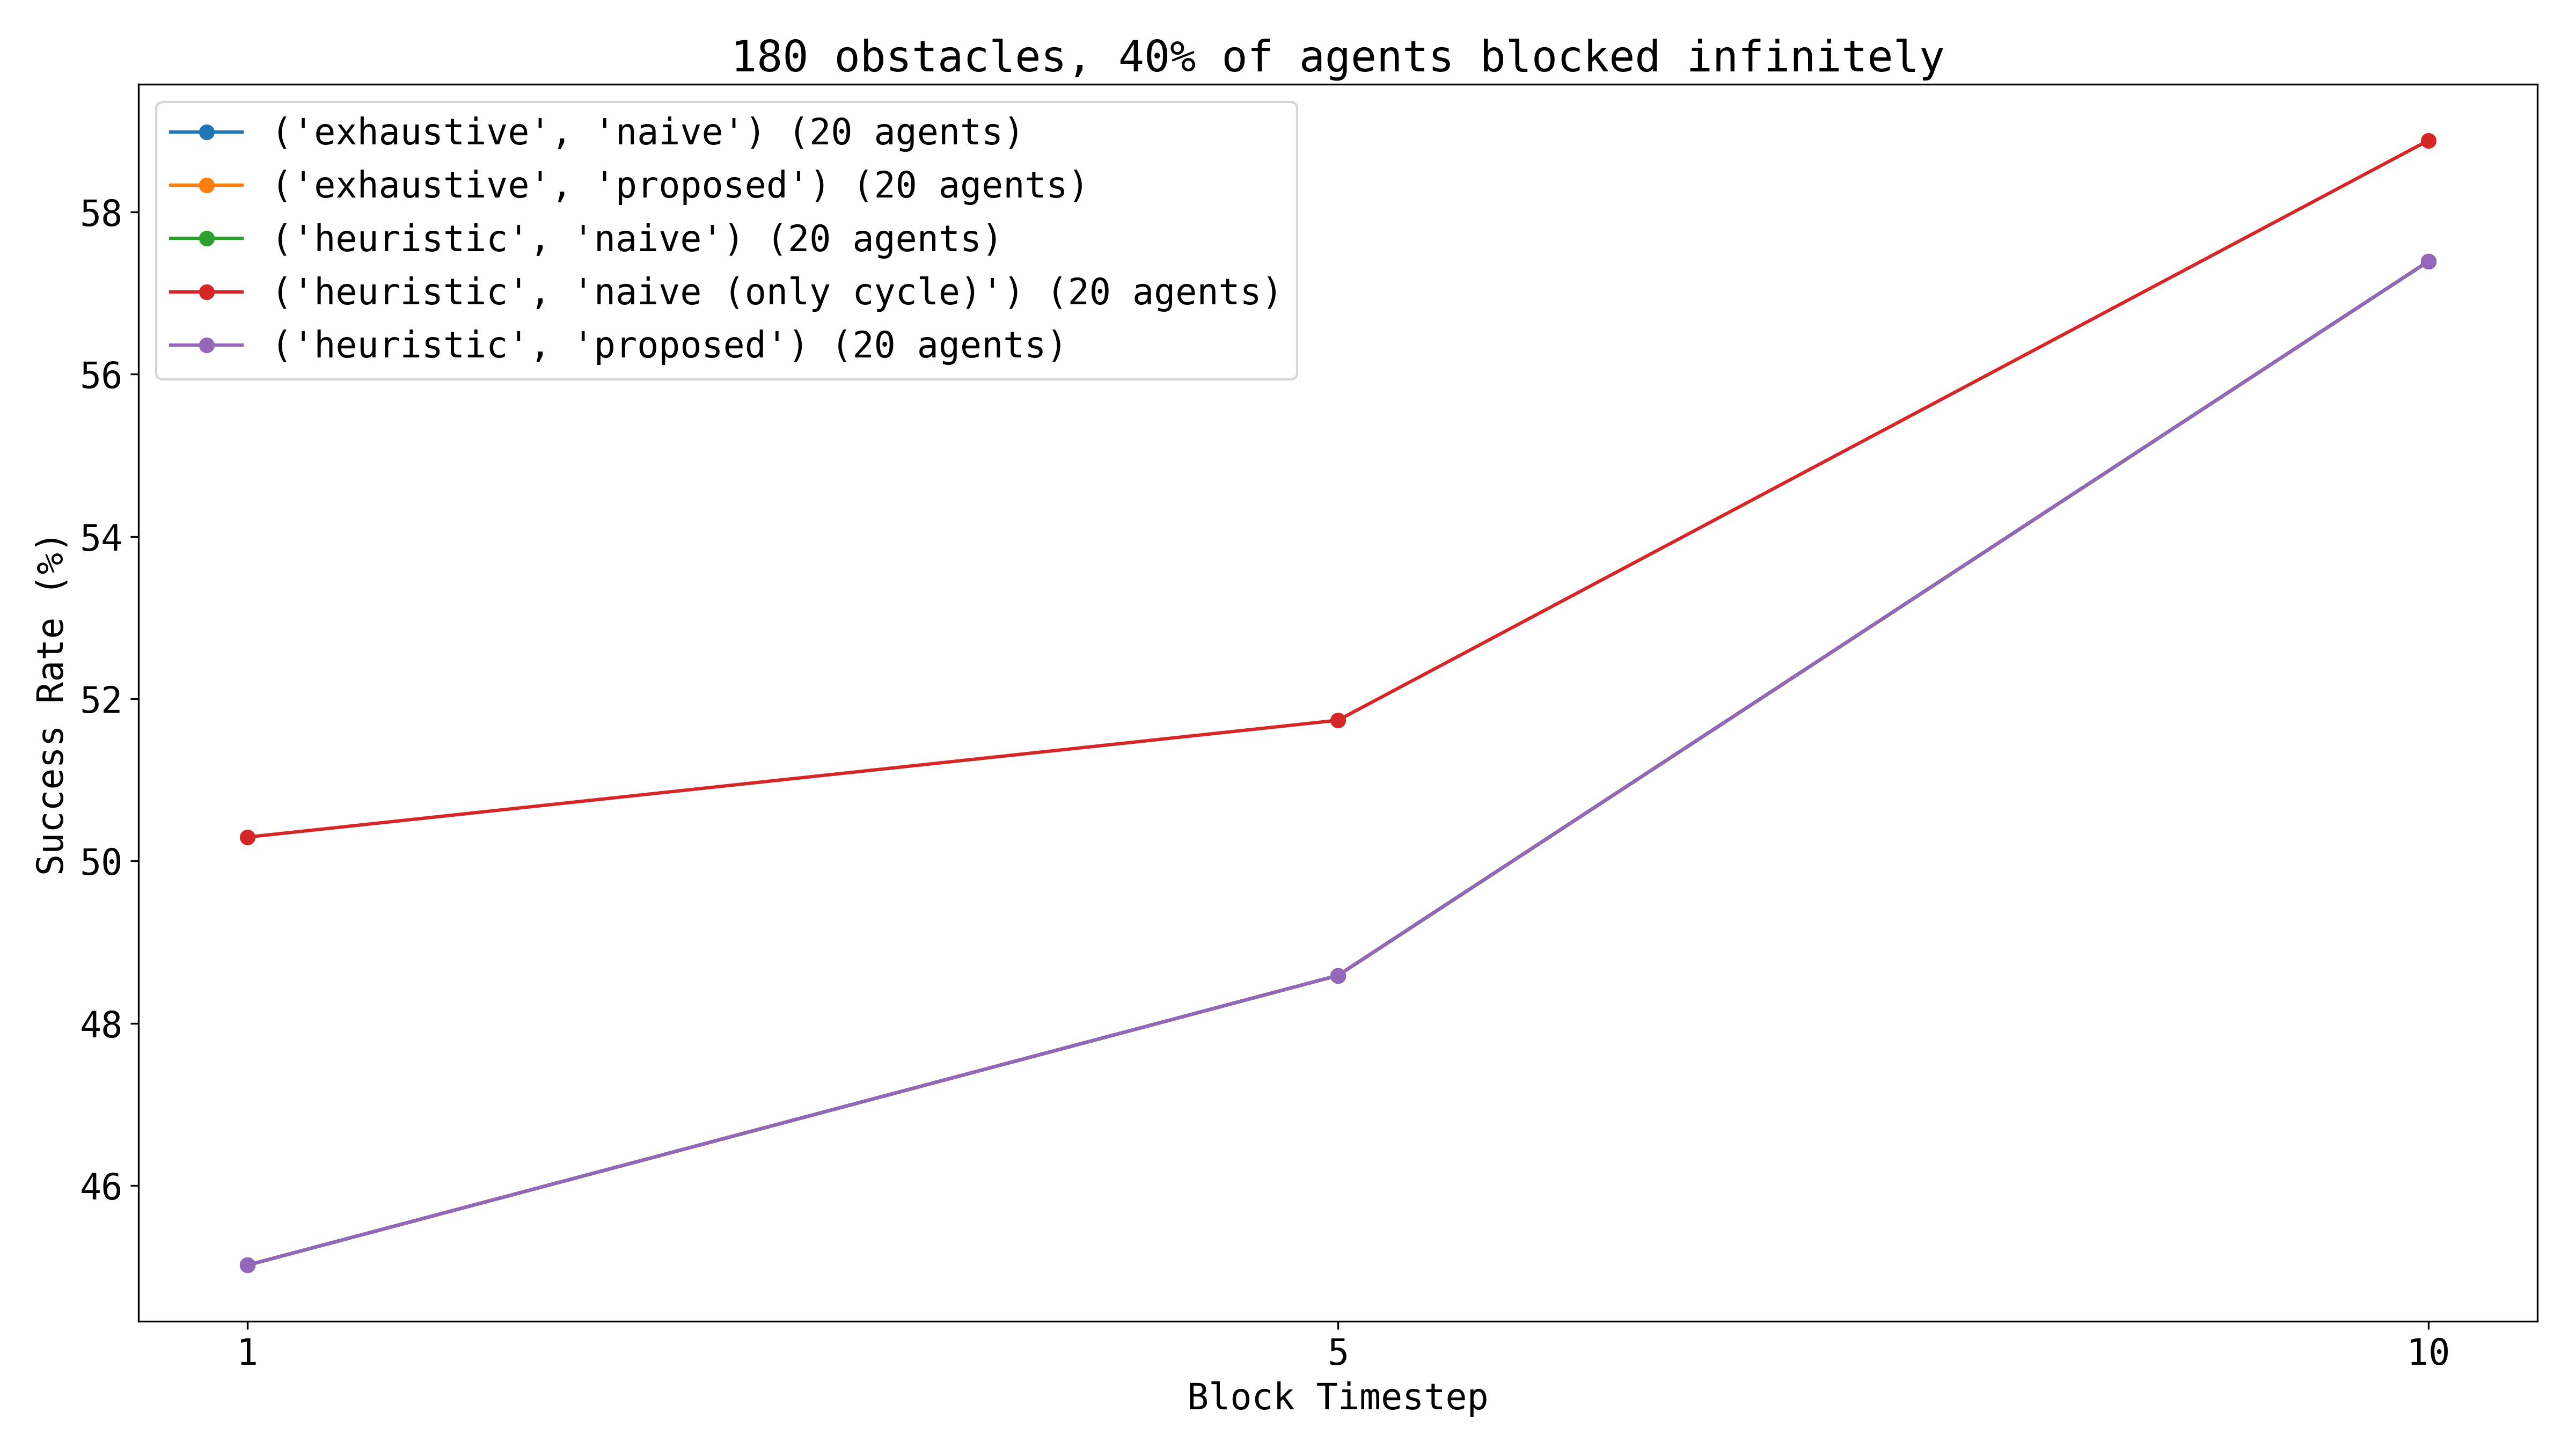 180 obstacles, 40% of agents blocked infinitely
('exhaustive', 'naive') (20 agents)
('exhaustive', 'proposed') (20 agents)
('heuristic', 'naive') (20 agents)
('heuristic', 'naive (only cycle)') (20 agents)
('heuristic', 'proposed') (20 agents)
58
56
54
52
50
48
46
Success Rate (%)
1 5 10
Block Timestep